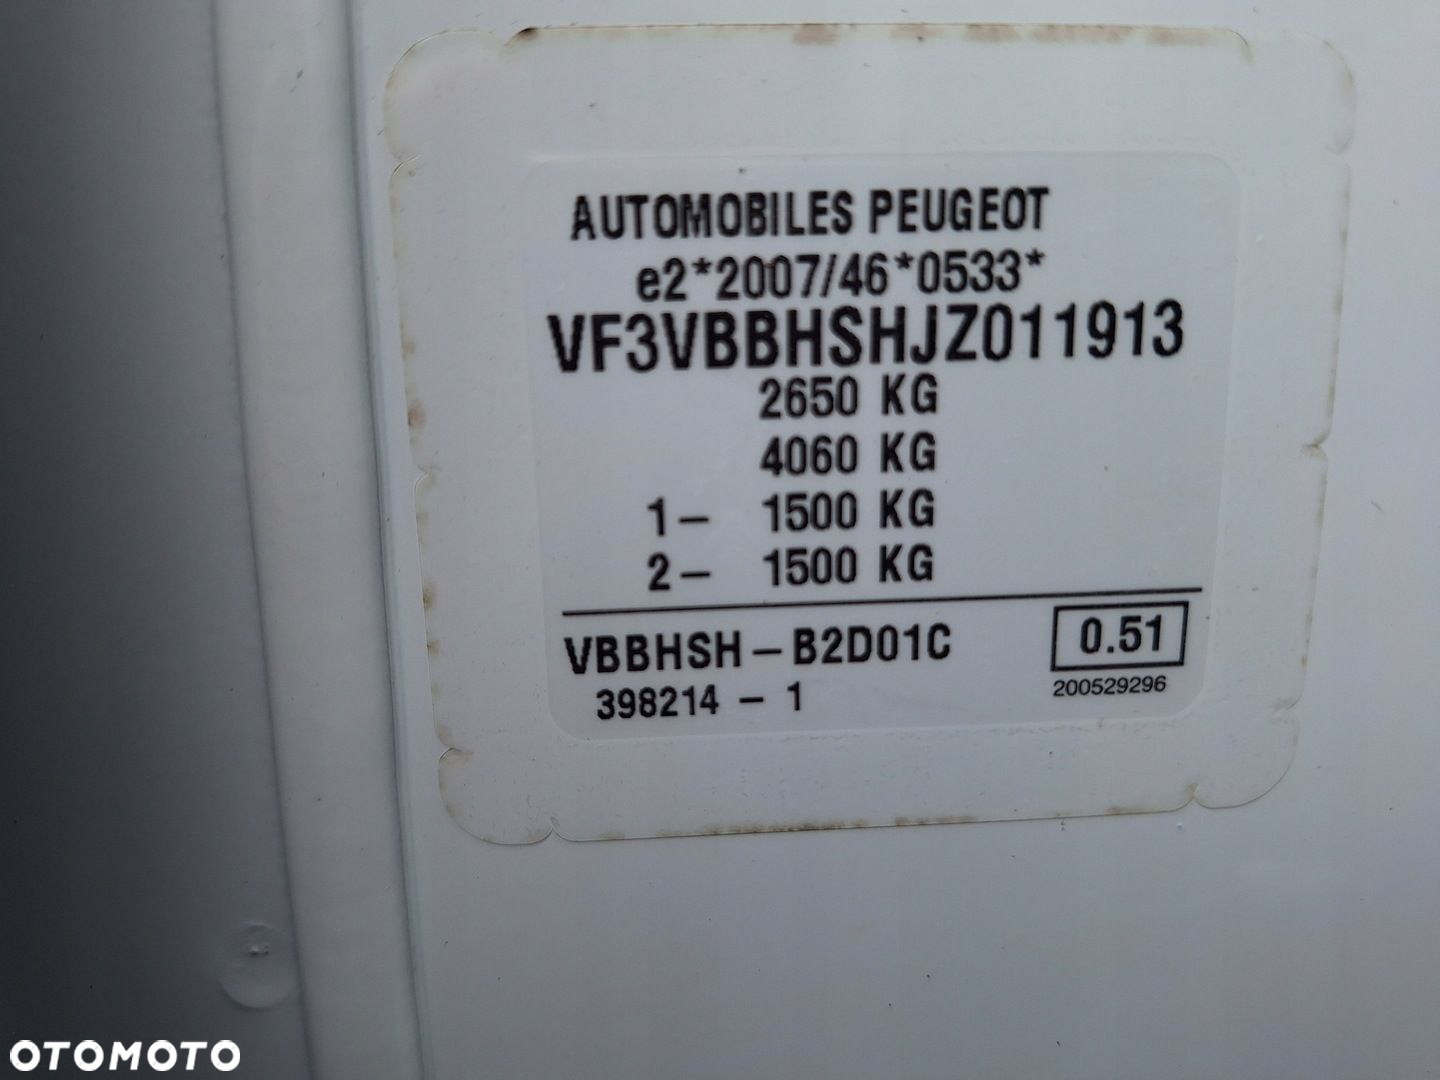 AUTOMOBILES PEUGEOT
e2*2007/46*0533*
VF3VBBHSHJZ011913
2650 KG
4060 KG
1 – 1500 KG
2 – 1500 KG
VBBHSH – B2D01C
0.51
398214 – 1
200529296
OTOMOTO